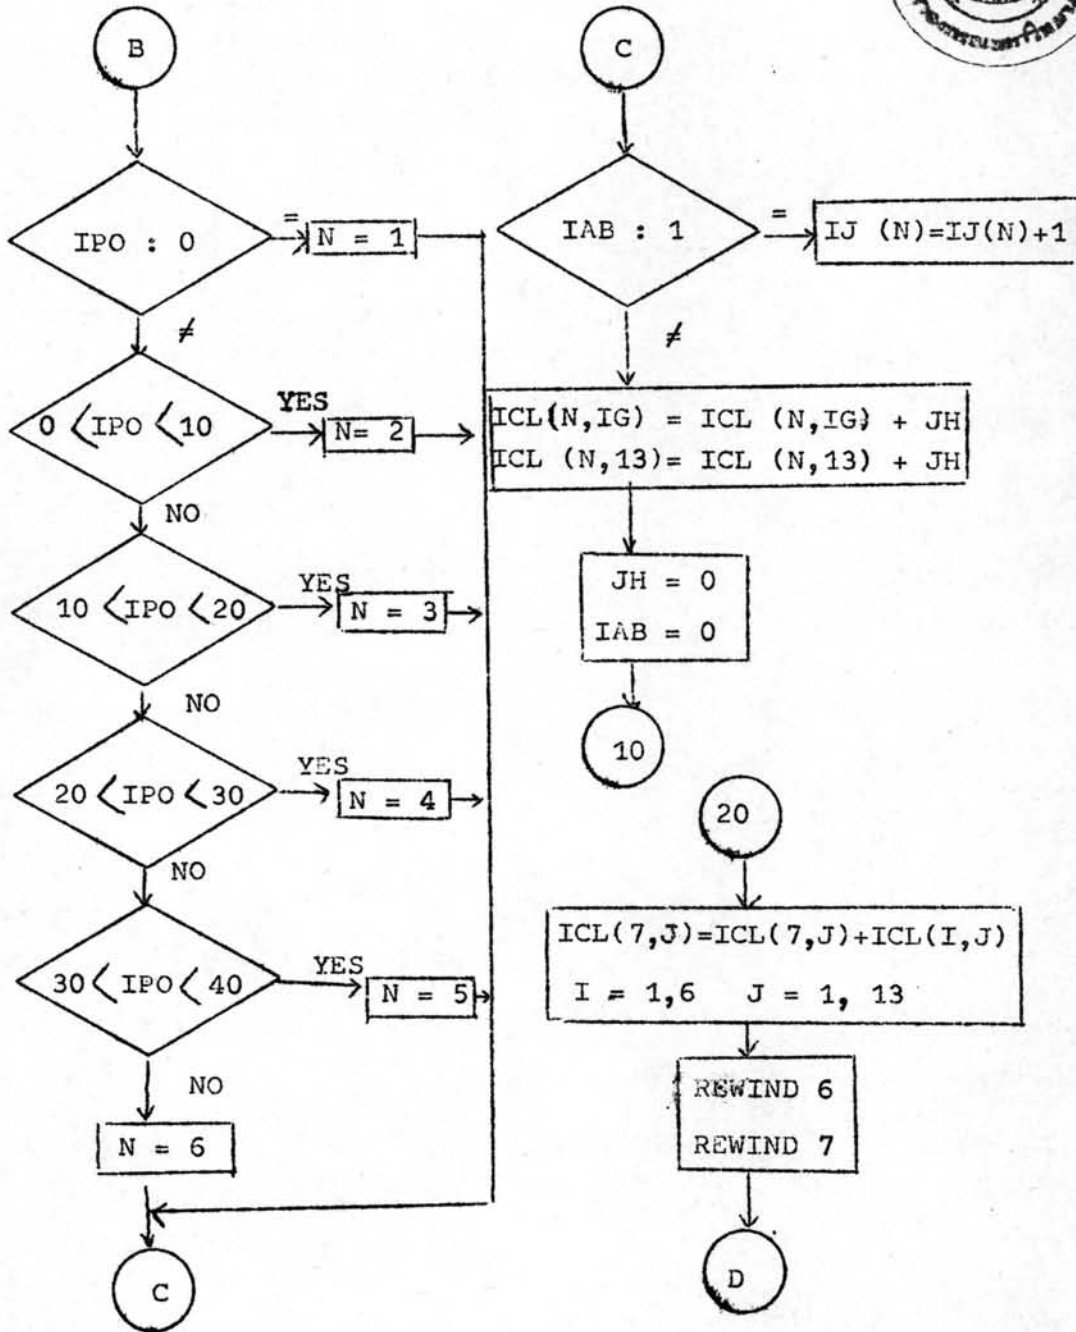 B
IPO : 0
=
N = 1
≠
0 < IPO < 10
YES
N= 2
NO
10 < IPO < 20
YES
N = 3
NO
20 < IPO < 30
YES
N = 4
NO
30 < IPO < 40
YES
N = 5
NO
N = 6
C
C
IAB : 1
=
IJ (N)=IJ(N)+1
≠
ICL(N,IG) = ICL (N,IG) + JH
ICL (N,13)= ICL (N,13) + JH
JH = 0
IAB = 0
10
20
ICL(7,J)=ICL(7,J)+ICL(I,J)
I = 1,6 J = 1, 13
REWIND 6
REWIND 7
D